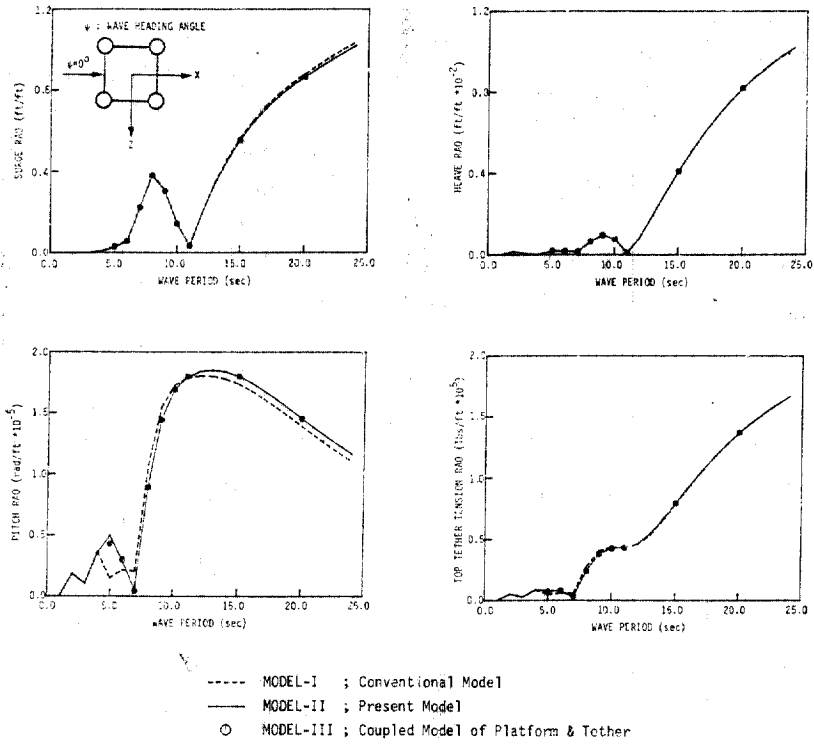 1.2
0.8
0.4
0.0
SURGE RAO (ft/ft)
ψ : WAVE HEADING ANGLE
ψ=0°
X
Z
0.0 5.0 10.0 15.0 20.0 25.0
WAVE PERIOD (sec)
1.2
0.8
0.4
0.0
HEAVE RAO (ft/ft *10⁻²)
0.0 5.0 10.0 15.0 20.0 25.0
WAVE PERIOD (sec)
2.0
1.5
1.0
0.5
0.0
PITCH RAO (rad/ft *10⁻⁵)
0.0 5.0 10.0 15.0 20.0 25.0
WAVE PERIOD (sec)
2.0
1.5
1.0
0.5
0.0
TOP TETHER TENSION RAO (lbs/ft *10⁵)
0.0 5.0 10.0 15.0 20.0 25.0
WAVE PERIOD (sec)
MODEL-I ; Conventional Model
MODEL-II ; Present Model
MODEL-III ; Coupled Model of Platform & Tether